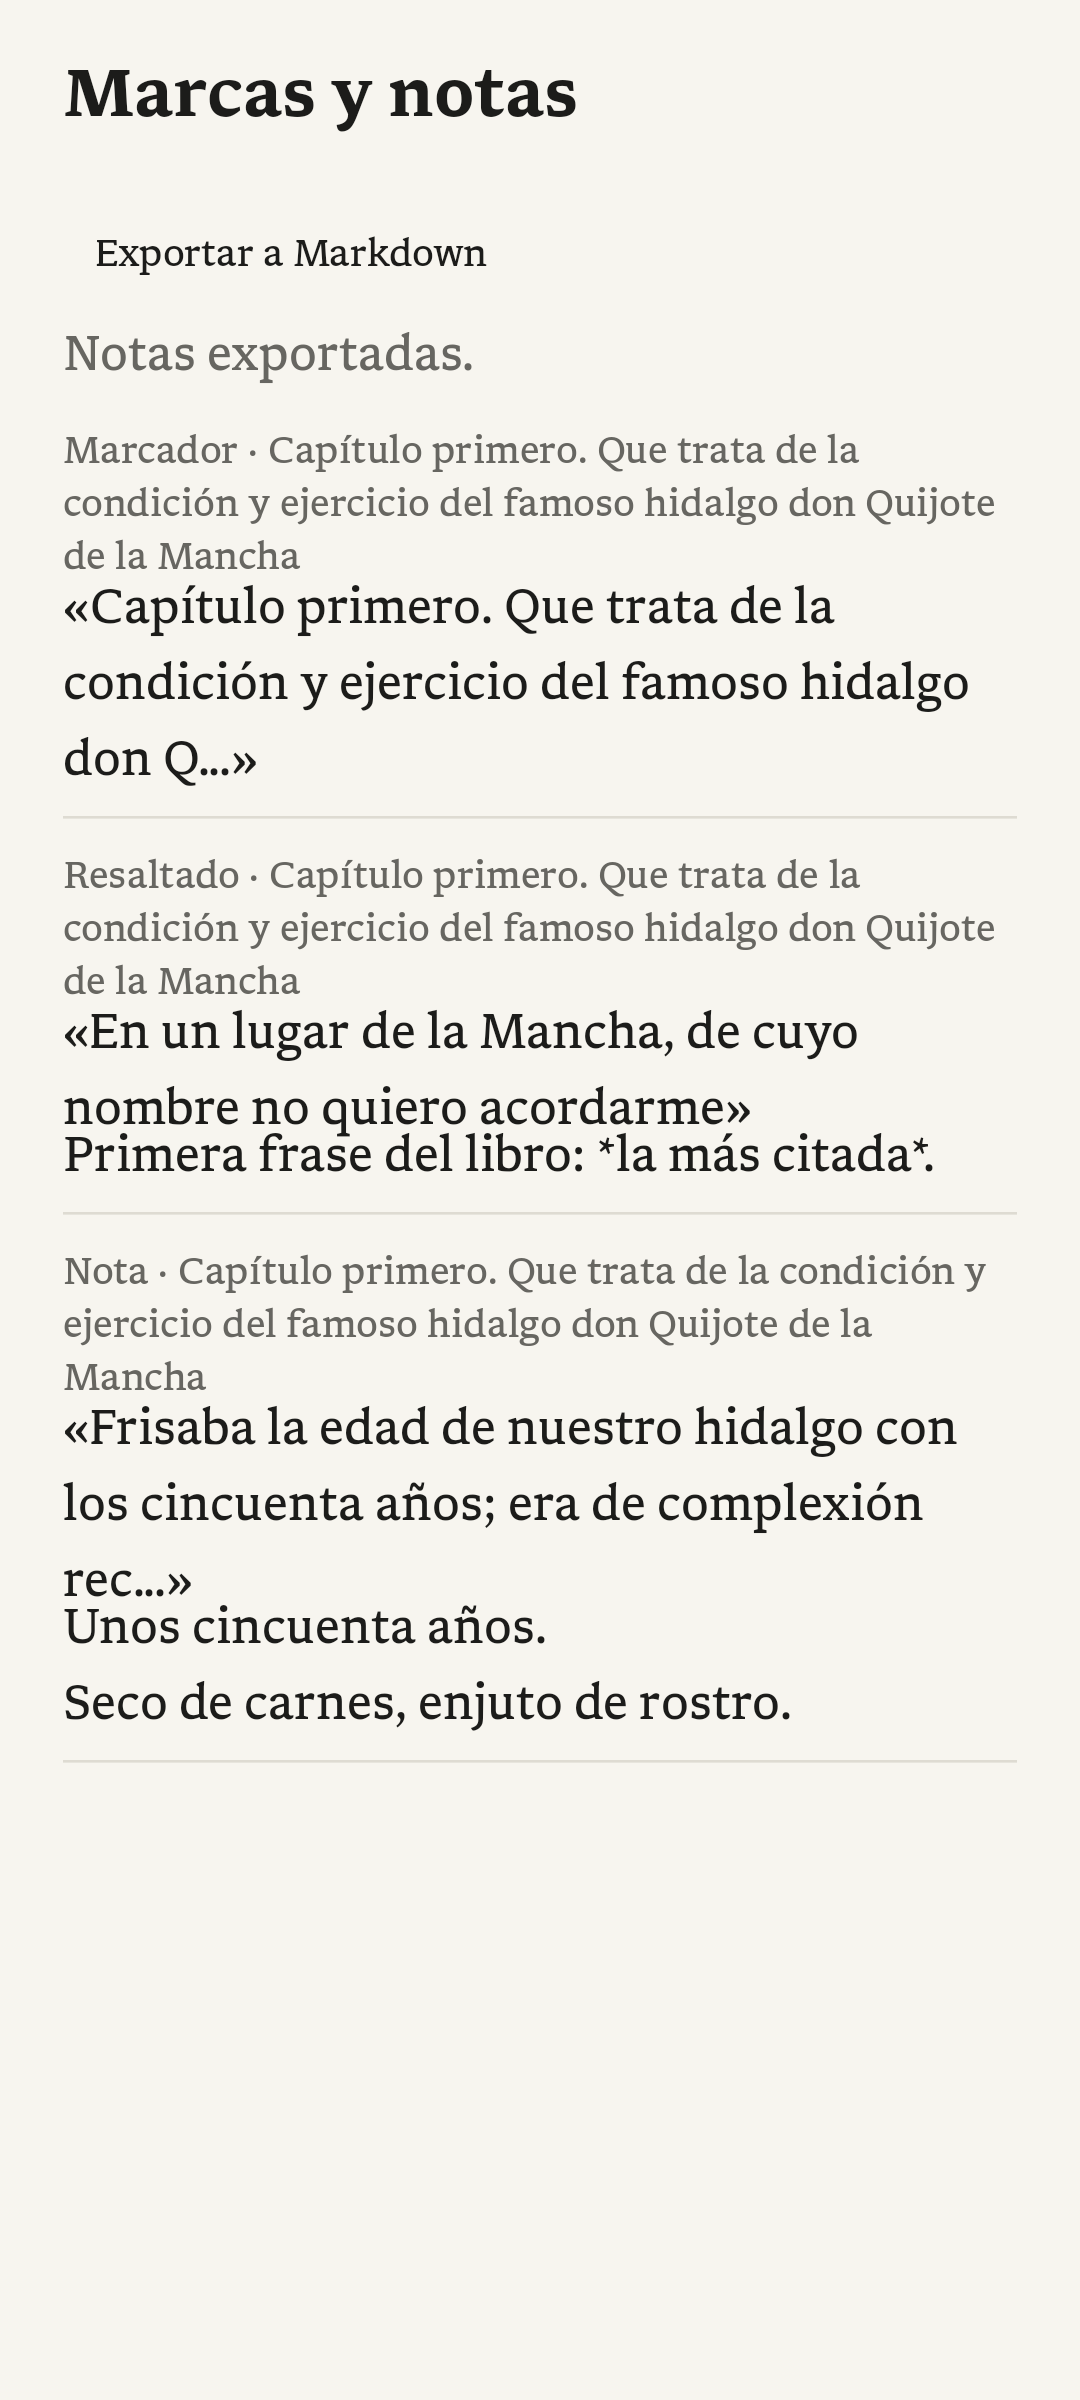 Marcas y notas
Exportar a Markdown
Notas exportadas.
Marcador · Capítulo primero. Que trata de la
condición y ejercicio del famoso hidalgo don Quijote
de la Mancha
«Capítulo primero. Que trata de la
condición y ejercicio del famoso hidalgo
don Q…»
Resaltado · Capítulo primero. Que trata de la
condición y ejercicio del famoso hidalgo don Quijote
de la Mancha
«En un lugar de la Mancha, de cuyo
nombre no quiero acordarme»
Primera frase del libro: *la más citada*.
Nota · Capítulo primero. Que trata de la condición y
ejercicio del famoso hidalgo don Quijote de la
Mancha
«Frisaba la edad de nuestro hidalgo con
los cincuenta años; era de complexión
rec…»
Unos cincuenta años.
Seco de carnes, enjuto de rostro.